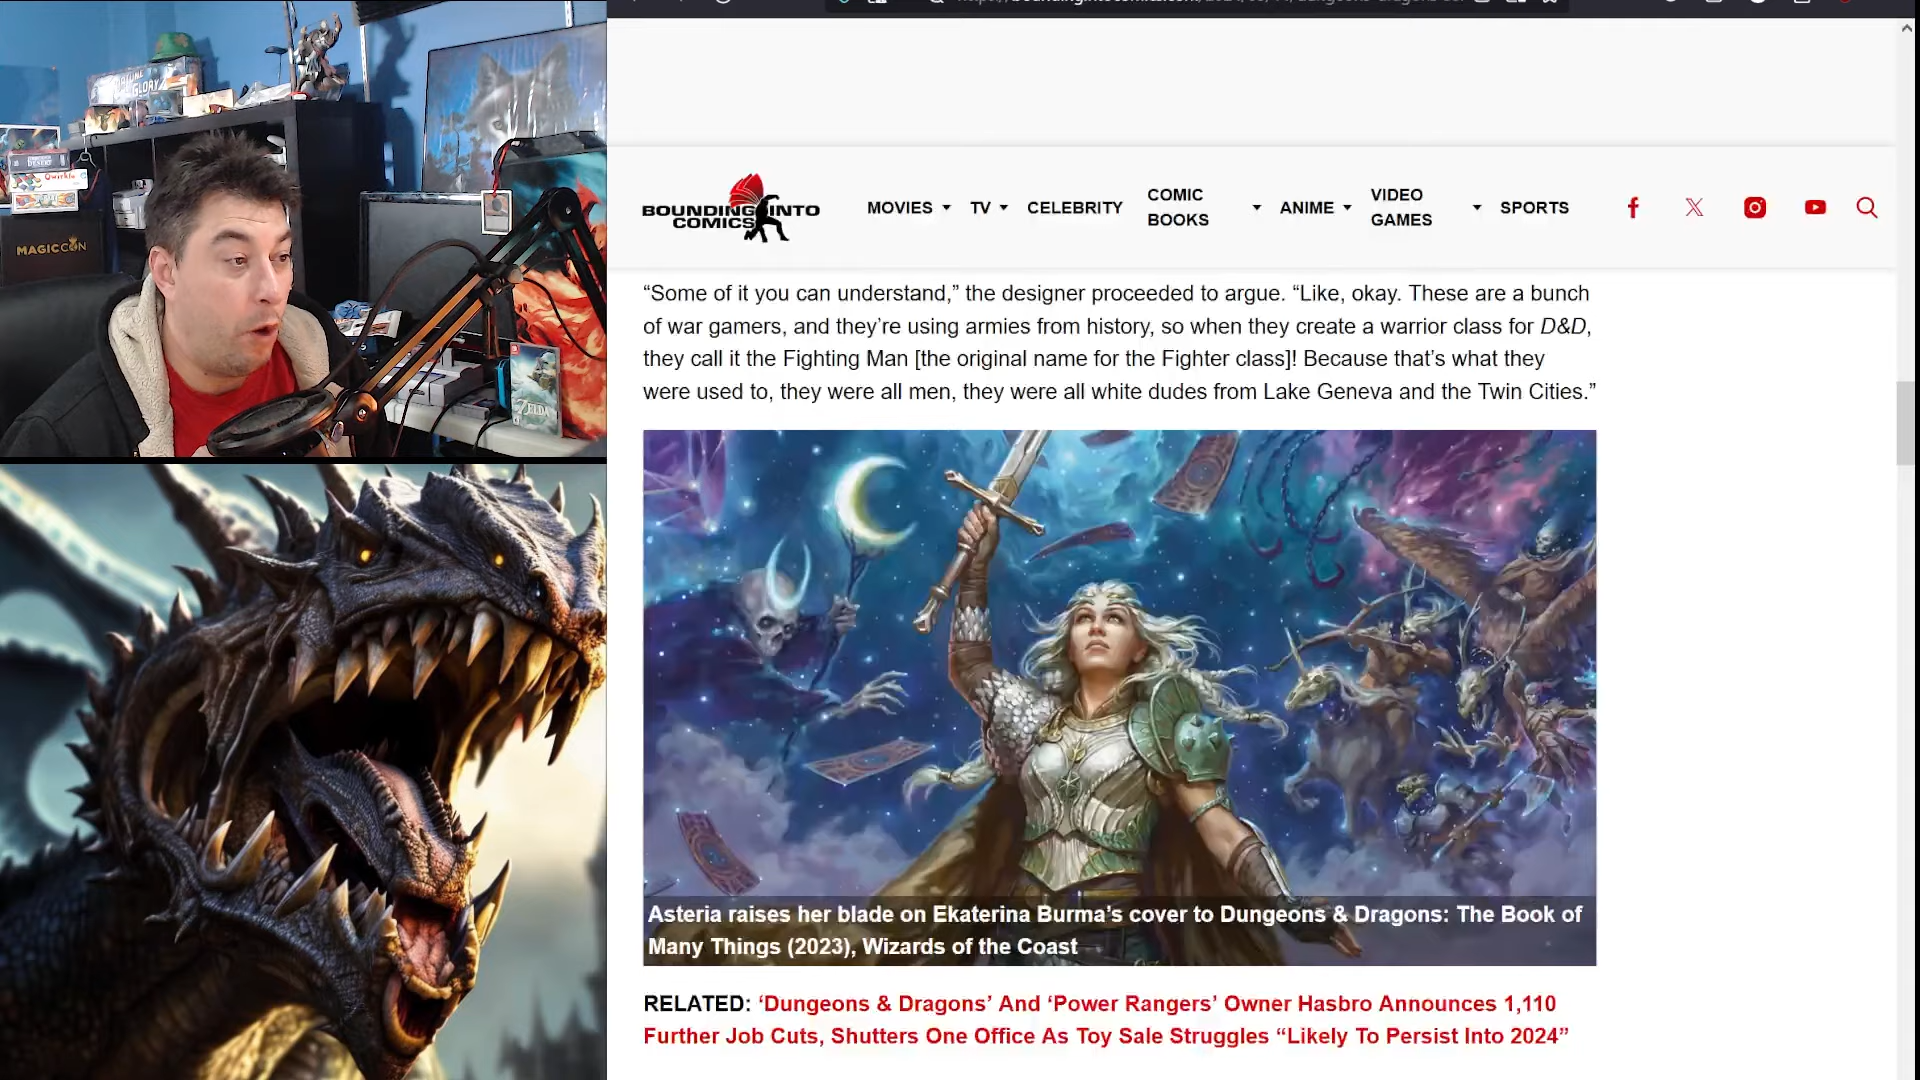 FORTUNE
GLORY
Qwirkle
MAGICCON
ZELDA
BOUNDING INTO
COMICS
MOVIES
TV
CELEBRITY
COMIC
BOOKS
ANIME
VIDEO
GAMES
SPORTS
“Some of it you can understand,” the designer proceeded to argue. “Like, okay. These are a bunch
of war gamers, and they’re using armies from history, so when they create a warrior class for D&D,
they call it the Fighting Man [the original name for the Fighter class]! Because that’s what they
were used to, they were all men, they were all white dudes from Lake Geneva and the Twin Cities.”
Asteria raises her blade on Ekaterina Burma’s cover to Dungeons & Dragons: The Book of
Many Things (2023), Wizards of the Coast
RELATED: ‘Dungeons & Dragons’ And ‘Power Rangers’ Owner Hasbro Announces 1,110
Further Job Cuts, Shutters One Office As Toy Sale Struggles “Likely To Persist Into 2024”